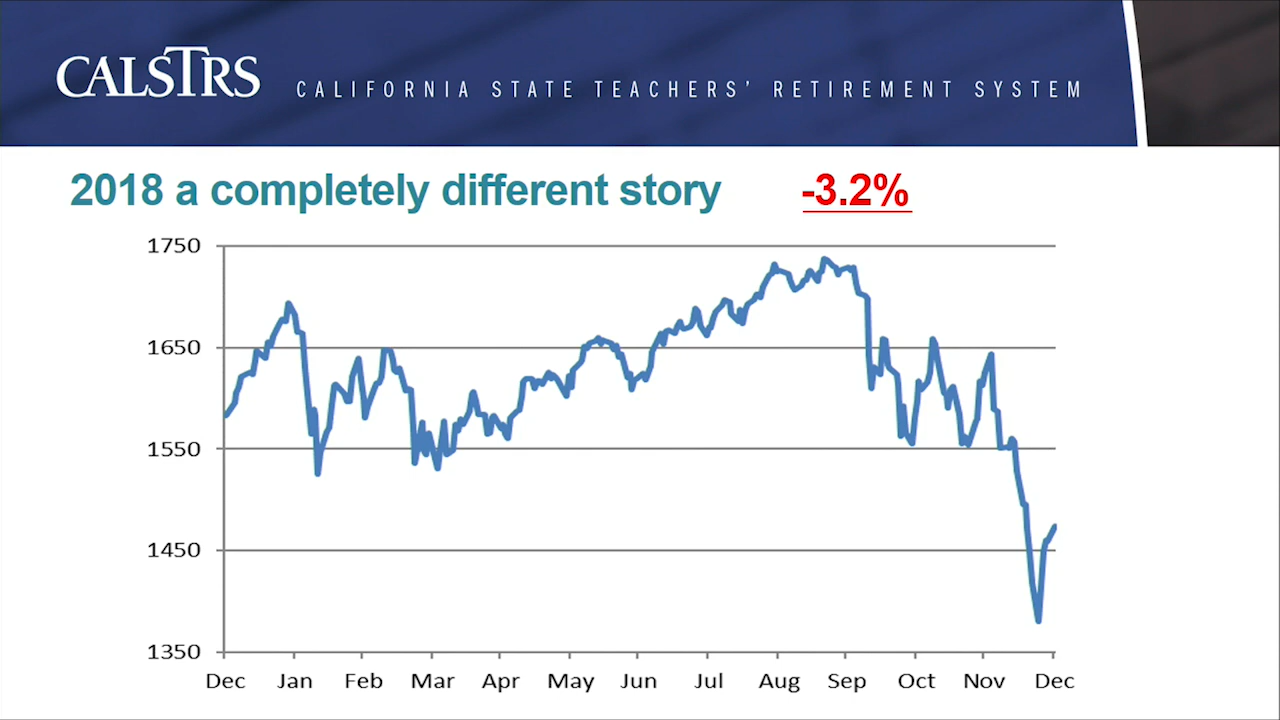 CALSTRS CALIFORNIA STATE TEACHERS' RETIREMENT SYSTEM
2018 a completely different story -3.2%
1750
1650
1550
1450
1350
Dec Jan Feb Mar Apr May Jun Jul Aug Sep Oct Nov Dec